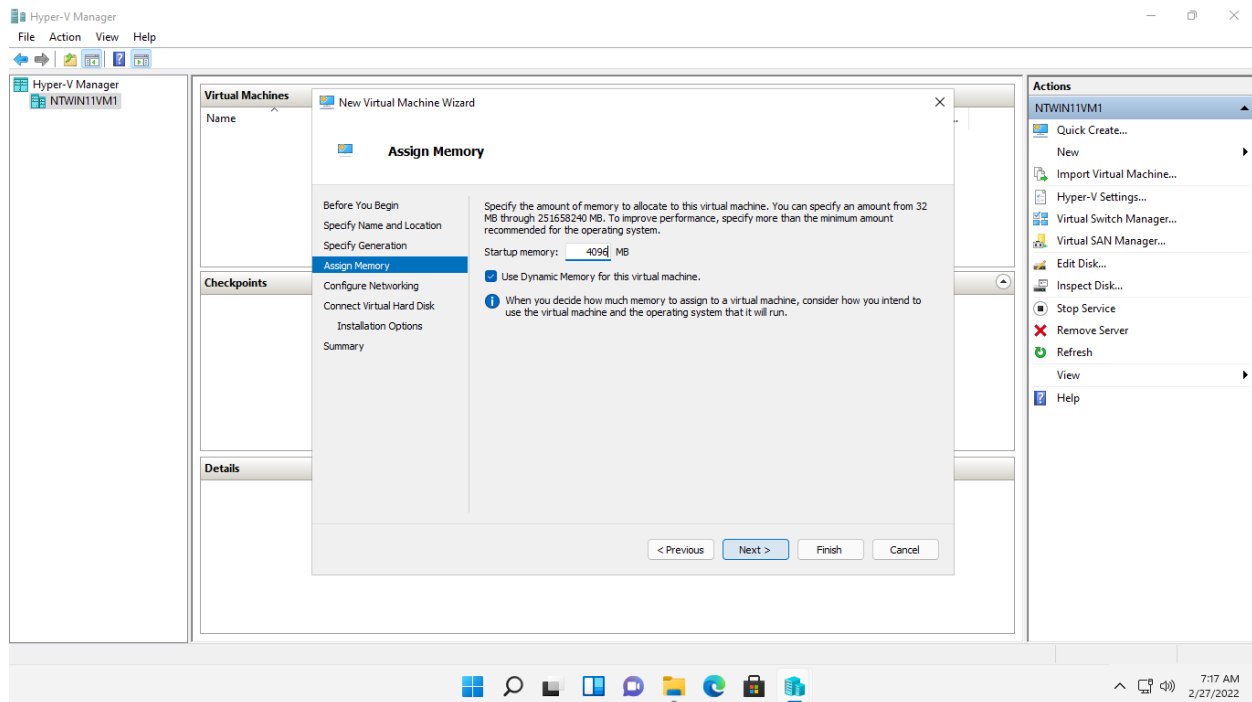 Hyper-V Manager
File Action View Help
Hyper-V Manager
NTWIN11VM1
Virtual Machines
Name
..
New Virtual Machine Wizard
Assign Memory
Before You Begin
Specify Name and Location
Specify Generation
Assign Memory
Configure Networking
Connect Virtual Hard Disk
Installation Options
Summary
Specify the amount of memory to allocate to this virtual machine. You can specify an amount from 32
MB through 251658240 MB. To improve performance, specify more than the minimum amount
recommended for the operating system.
Startup memory: 4096 MB
Use Dynamic Memory for this virtual machine.
When you decide how much memory to assign to a virtual machine, consider how you intend to
use the virtual machine and the operating system that it will run.
< Previous Next > Finish Cancel
Checkpoints
Details
Actions
NTWIN11VM1
Quick Create...
New
Import Virtual Machine...
Hyper-V Settings...
Virtual Switch Manager...
Virtual SAN Manager...
Edit Disk...
Inspect Disk...
Stop Service
Remove Server
Refresh
View
Help
7:17 AM
2/27/2022